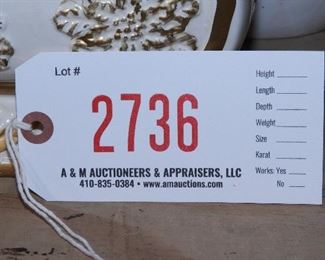 Lot #
2736
A & M AUCTIONEERS & APPRAISERS, LLC
410-835-0384 • www.amauctions.com
Height
Length
Depth
Weight
Size
Karat
Works: Yes
No